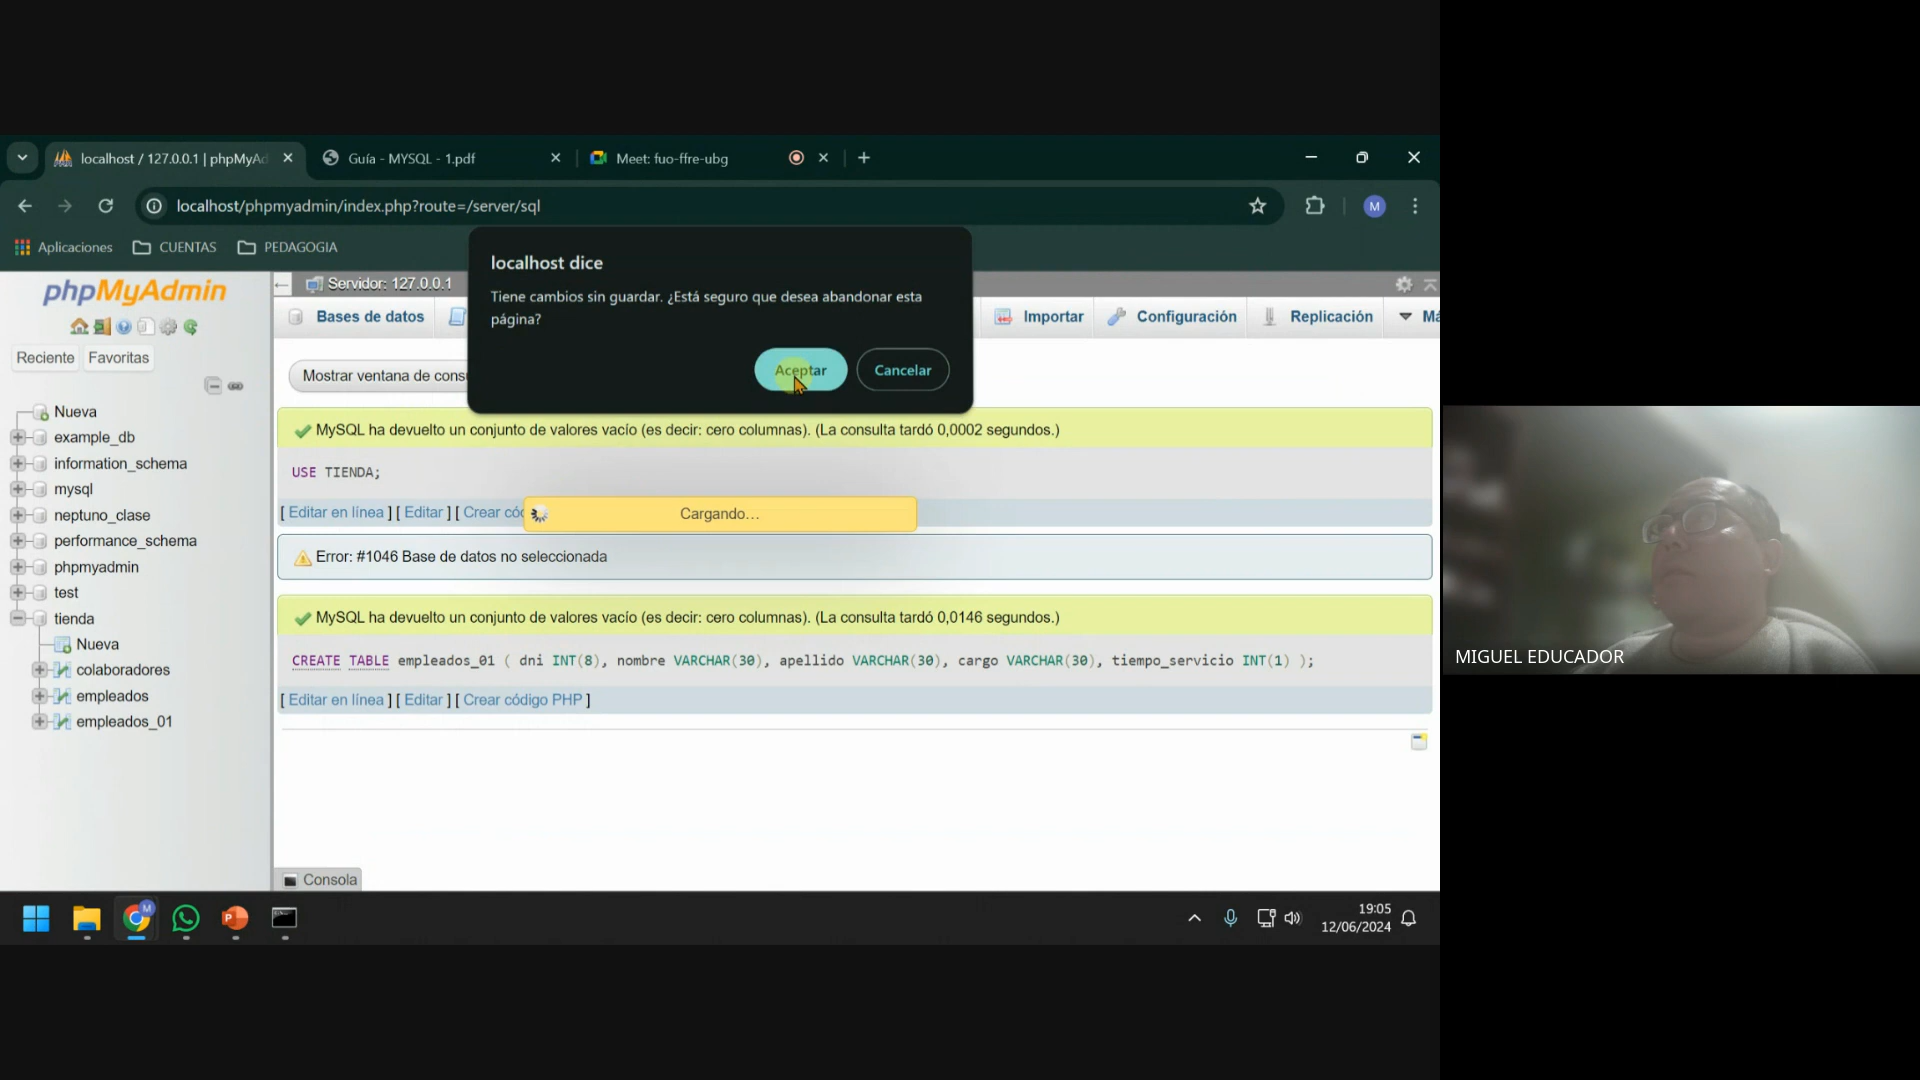 localhost / 127.0.0.1 | phpMyAd
Guía - MYSQL - 1.pdf
Meet: fuo-ffre-ubg
localhost/phpmyadmin/index.php?route=/server/sql
M
Aplicaciones
CUENTAS
PEDAGOGIA
localhost dice
Tiene cambios sin guardar. ¿Está seguro que desea abandonar esta
página?
Aceptar
Cancelar
phpMyAdmin
Reciente
Favoritas
Nueva
example_db
information_schema
mysql
neptuno_clase
performance_schema
phpmyadmin
test
tienda
Nueva
colaboradores
empleados
empleados_01
Servidor: 127.0.0.1
Bases de datos
Importar
Configuración
Replicación
Má
Mostrar ventana de consu
MySQL ha devuelto un conjunto de valores vacío (es decir: cero columnas). (La consulta tardó 0,0002 segundos.)
USE TIENDA;
[ Editar en línea ] [ Editar ] [ Crear cód
Cargando...
Error: #1046 Base de datos no seleccionada
MySQL ha devuelto un conjunto de valores vacío (es decir: cero columnas). (La consulta tardó 0,0146 segundos.)
CREATE TABLE empleados_01 ( dni INT(8), nombre VARCHAR(30), apellido VARCHAR(30), cargo VARCHAR(30), tiempo_servicio INT(1) );
[ Editar en línea ] [ Editar ] [ Crear código PHP ]
Consola
19:05
12/06/2024
MIGUEL EDUCADOR